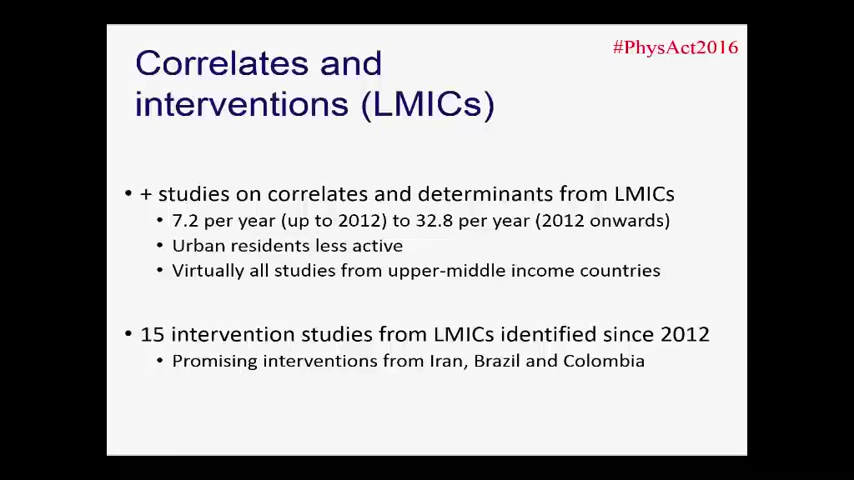 #PhysAct2016
Correlates and
interventions (LMICs)
• + studies on correlates and determinants from LMICs
• 7.2 per year (up to 2012) to 32.8 per year (2012 onwards)
• Urban residents less active
• Virtually all studies from upper-middle income countries
• 15 intervention studies from LMICs identified since 2012
• Promising interventions from Iran, Brazil and Colombia